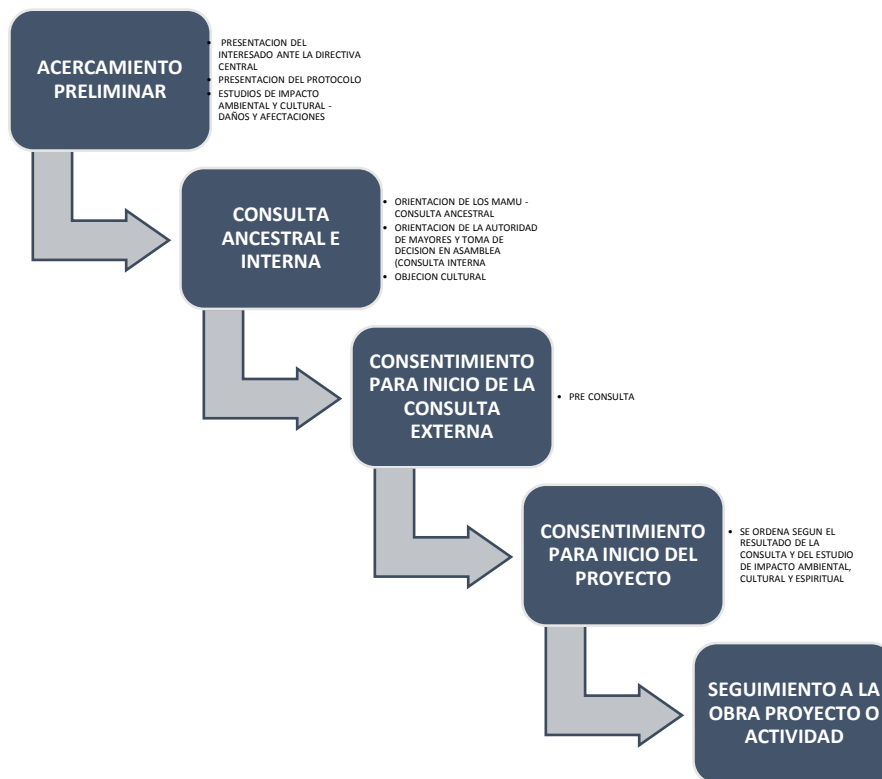 ACERCAMIENTO
PRELIMINAR
• PRESENTACION DEL
INTERESADO ANTE LA DIRECTIVA
CENTRAL
• PRESENTACION DEL PROTOCOLO
• ESTUDIOS DE IMPACTO
AMBIENTAL Y CULTURAL -
DAÑOS Y AFECTACIONES
CONSULTA
ANCESTRAL E
INTERNA
• ORIENTACION DE LOS MAMU -
CONSULTA ANCESTRAL
• ORIENTACION DE LA AUTORIDAD
DE MAYORES Y TOMA DE
DECISION EN ASAMBLEA
(CONSULTA INTERNA
• OBJECION CULTURAL
CONSENTIMIENTO
PARA INICIO DE LA
CONSULTA
EXTERNA
• PRE CONSULTA
CONSENTIMIENTO
PARA INICIO DEL
PROYECTO
• SE ORDENA SEGUN EL
RESULTADO DE LA
CONSULTA Y DEL ESTUDIO
DE IMPACTO AMBIENTAL,
CULTURAL Y ESPIRITUAL
SEGUIMIENTO A LA
OBRA PROYECTO O
ACTIVIDAD